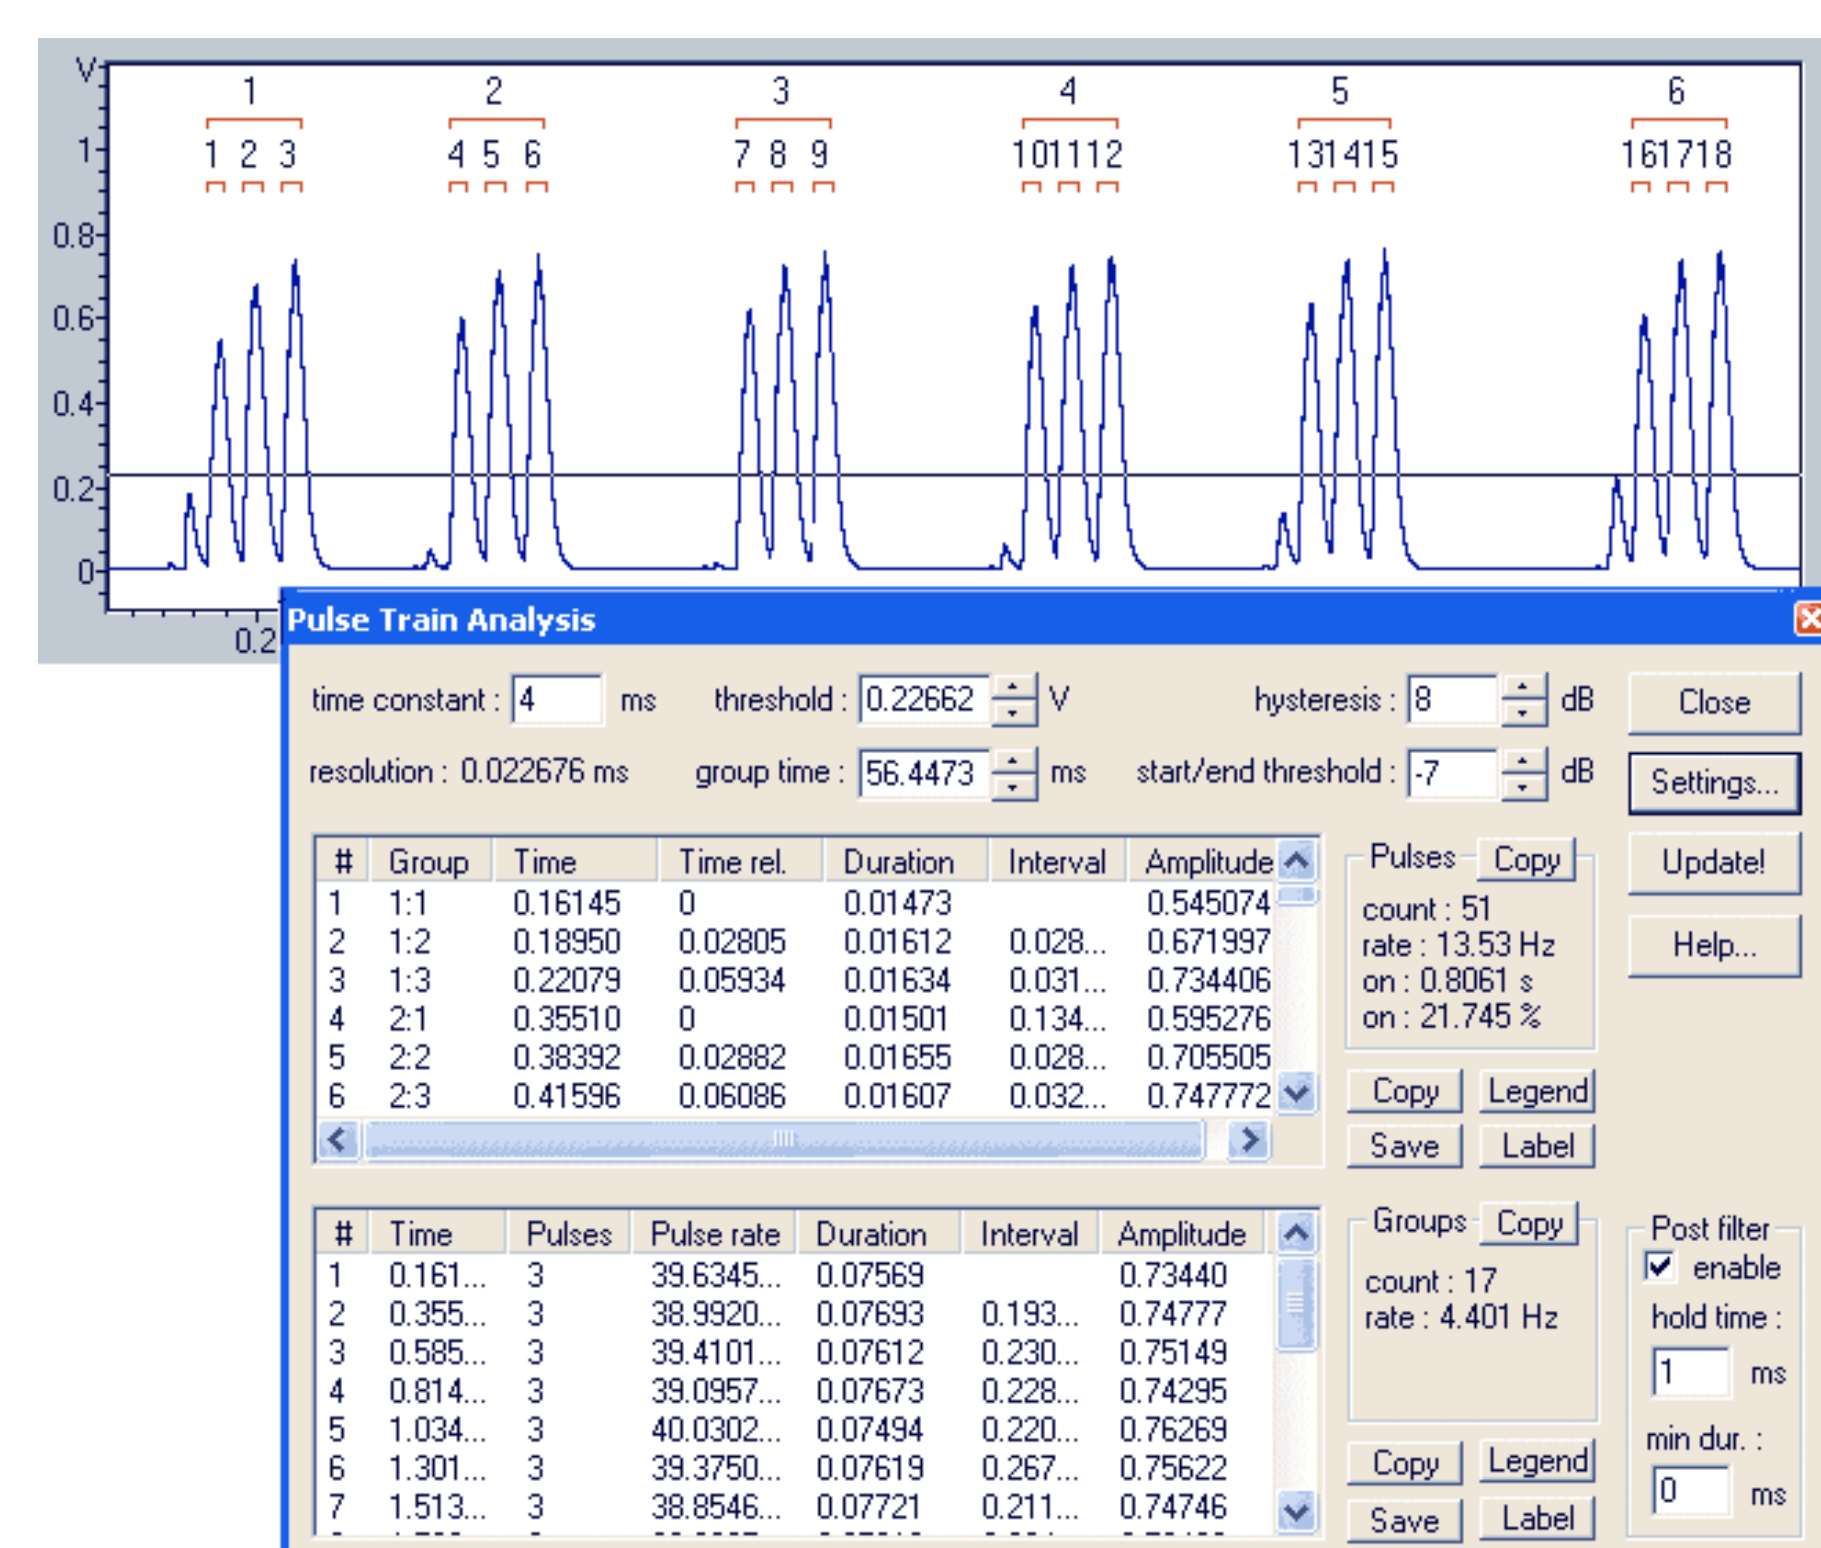 V
1 2 3 4 5 6
1
1 2 3 4 5 6 7 8 9 101112 131415 161718
0.8
0.6
0.4
0.2
0
0.2
Pulse Train Analysis
time constant : 4 ms threshold : 0.22662 V hysteresis : 8 dB Close
resolution : 0.022676 ms group time : 56.4473 ms start/end threshold : -7 dB Settings...
# Group Time Time rel. Duration Interval Amplitude Pulses Copy Update!
1 1:1 0.16145 0 0.01473 0.545074 count : 51
2 1:2 0.18950 0.02805 0.01612 0.028... 0.671997 rate : 13.53 Hz Help...
3 1:3 0.22079 0.05934 0.01634 0.031... 0.734406 on : 0.8061 s
4 2:1 0.35510 0 0.01501 0.134... 0.595276 on : 21.745 %
5 2:2 0.38392 0.02882 0.01655 0.028... 0.705505
6 2:3 0.41596 0.06086 0.01607 0.032... 0.747772 Copy Legend
Save Label
# Time Pulses Pulse rate Duration Interval Amplitude Groups Copy Post filter
1 0.161... 3 39.6345... 0.07569 0.73440 count : 17 enable
2 0.355... 3 38.9920... 0.07693 0.193... 0.74777 rate : 4.401 Hz hold time :
3 0.585... 3 39.4101... 0.07612 0.230... 0.75149
4 0.814... 3 39.0957... 0.07673 0.228... 0.74295 1 ms
5 1.034... 3 40.0302... 0.07494 0.220... 0.76269 min dur. :
6 1.301... 3 39.3750... 0.07619 0.267... 0.75622 Copy Legend
7 1.513... 3 38.8546... 0.07721 0.211... 0.74746 Save Label 0 ms